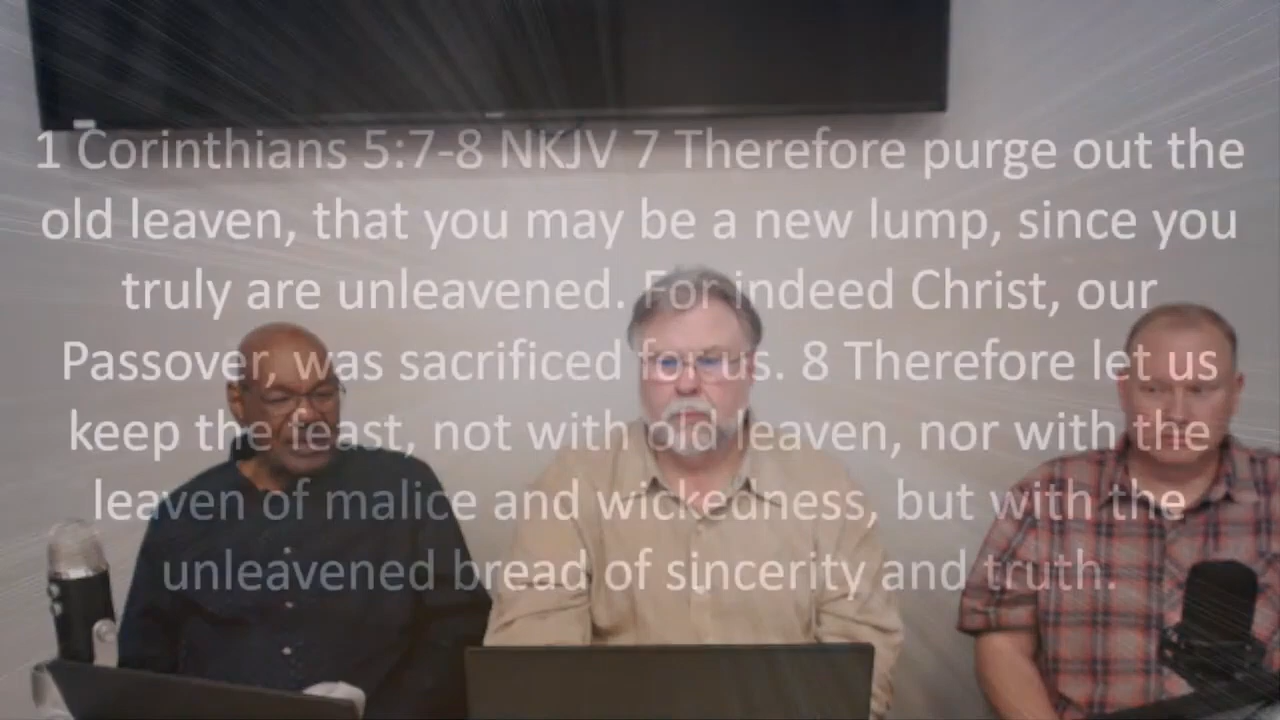 1 Corinthians 5:7-8 NKJV 7 Therefore purge out the
old leaven, that you may be a new lump, since you
truly are unleavened. For indeed Christ, our
Passover, was sacrificed for us. 8 Therefore let us
keep the feast, not with old leaven, nor with the
leaven of malice and wickedness, but with the
unleavened bread of sincerity and truth.